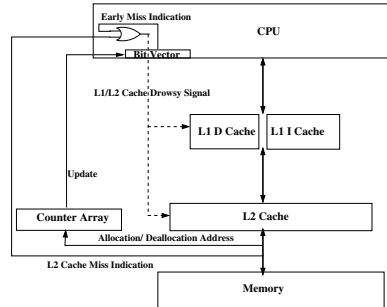 Early Miss Indication
CPU
Bit Vector
L1/L2 Cache Drowsy Signal
L1 D Cache
L1 I Cache
Update
Counter Array
L2 Cache
Allocation/ Deallocation Address
L2 Cache Miss Indication
Memory